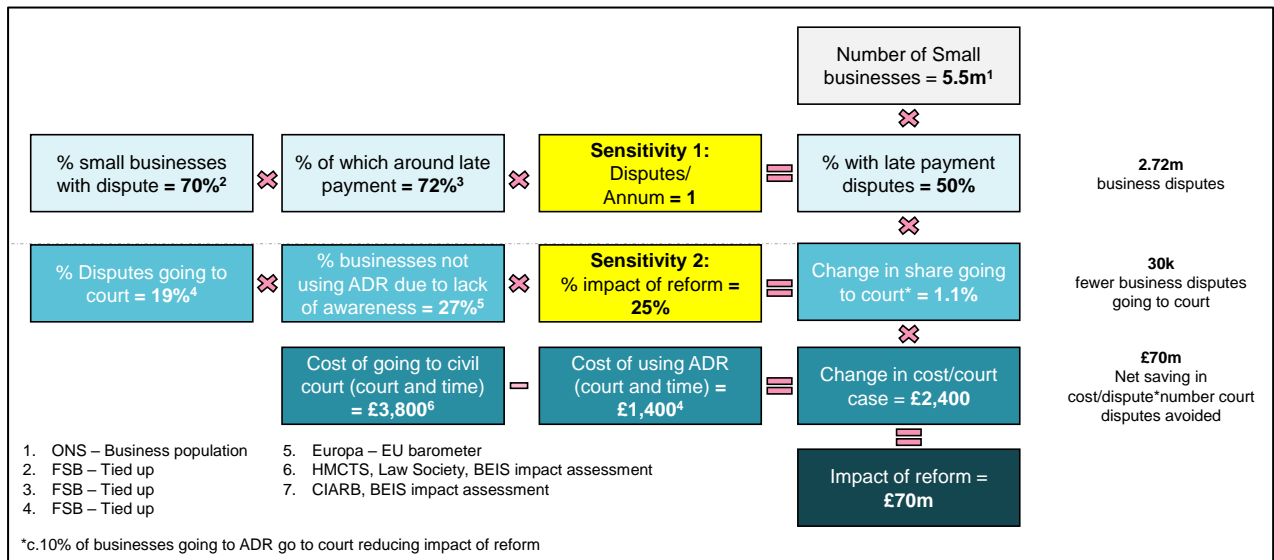 Number of Small
businesses = 5.5m1
% small businesses
with dispute = 70%2
% of which around late
payment = 72%3
Sensitivity 1:
Disputes/
Annum = 1
% with late payment
disputes = 50%
2.72m
business disputes
% Disputes going to
court = 19%4
% businesses not
using ADR due to lack
of awareness = 27%5
Sensitivity 2:
% impact of reform =
25%
Change in share going
to court* = 1.1%
30k
fewer business disputes
going to court
Cost of going to civil
court (court and time)
= £3,8006
Cost of using ADR
(court and time) =
£1,4004
Change in cost/court
case = £2,400
£70m
Net saving in
cost/dispute*number court
disputes avoided
Impact of reform =
£70m
1. ONS – Business population
2. FSB – Tied up
3. FSB – Tied up
4. FSB – Tied up
5. Europa – EU barometer
6. HMCTS, Law Society, BEIS impact assessment
7. CIARB, BEIS impact assessment
*c.10% of businesses going to ADR go to court reducing impact of reform